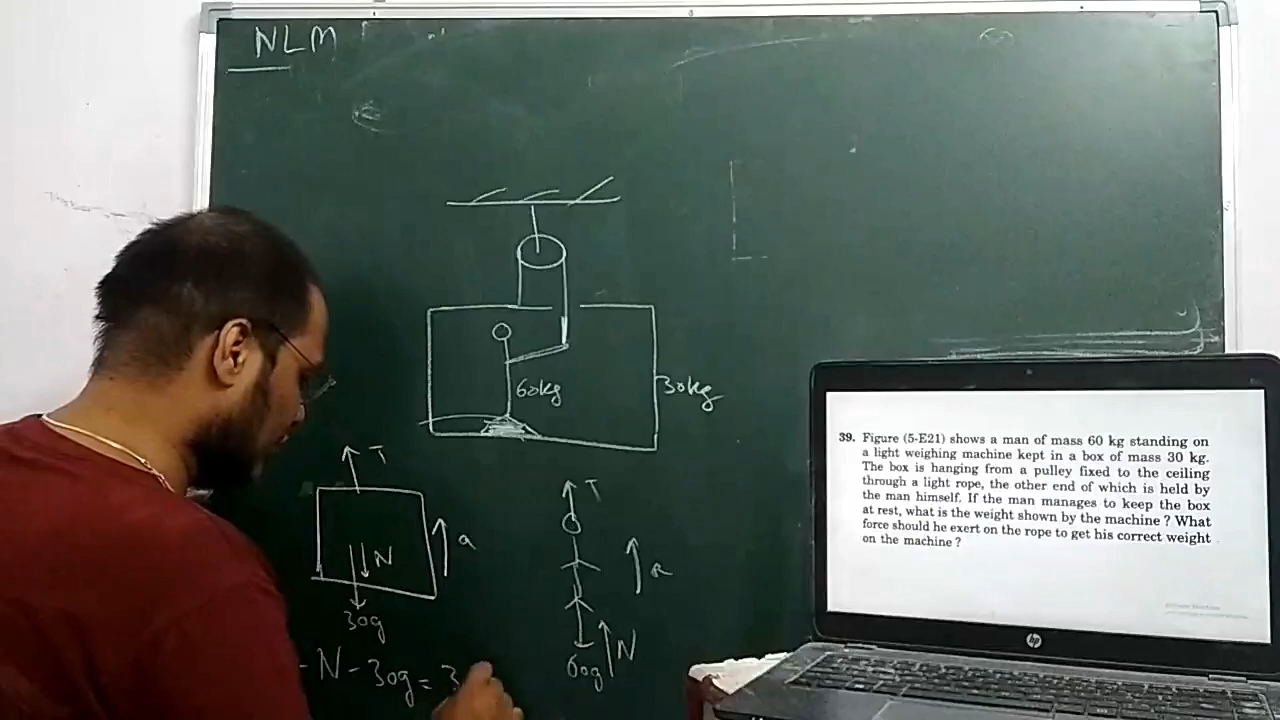 NLM
60kg
30kg
T
N
a
30g
- N - 30g = 3
T
a
N
60g
39. Figure (5-E21) shows a man of mass 60 kg standing on
a light weighing machine kept in a box of mass 30 kg.
The box is hanging from a pulley fixed to the ceiling
through a light rope, the other end of which is held by
the man himself. If the man manages to keep the box
at rest, what is the weight shown by the machine ? What
force should he exert on the rope to get his correct weight
on the machine ?
hp